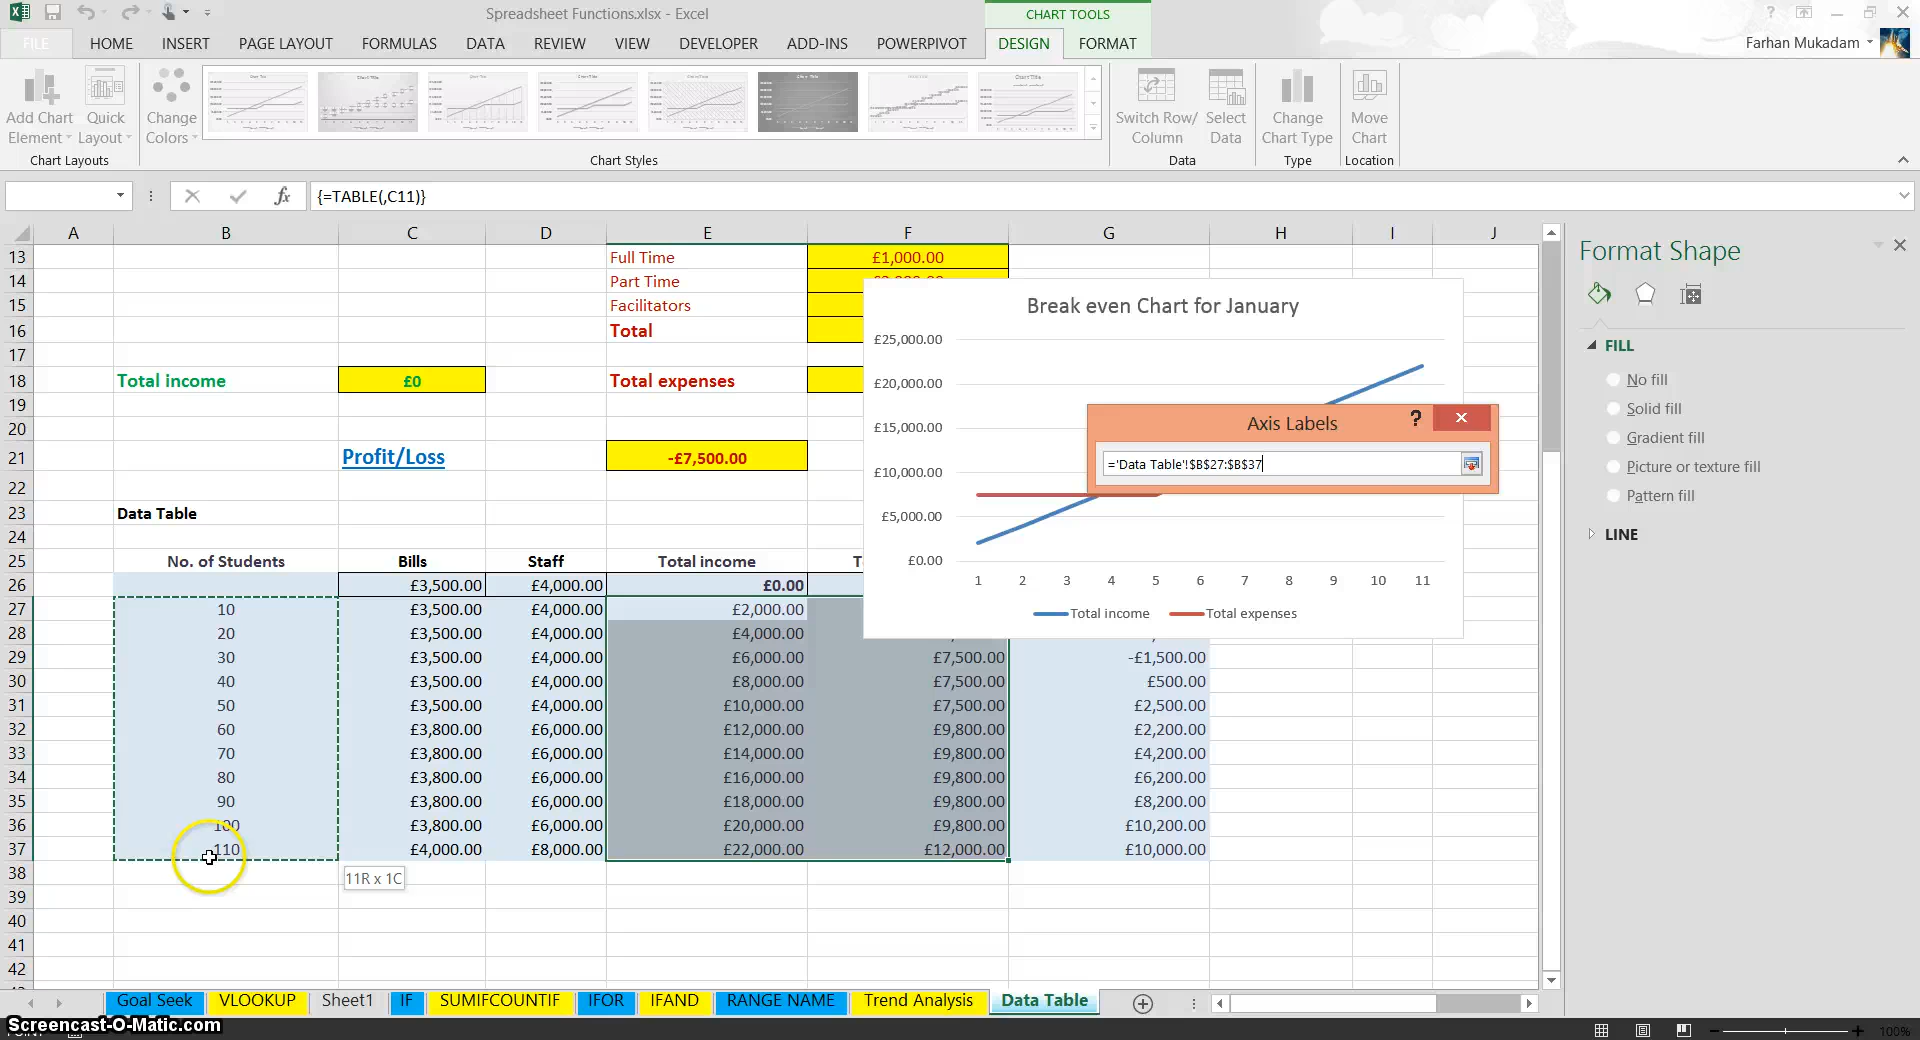 Spreadsheet Functions.xlsx - Excel
CHART TOOLS
FILE HOME INSERT PAGE LAYOUT FORMULAS DATA REVIEW VIEW DEVELOPER ADD-INS POWERPIVOT DESIGN FORMAT Farhan Mukadam
Add Chart Element
Quick Layout
Change Colors
Switch Row/ Column
Select Data
Change Chart Type
Move Chart
Chart Layouts Chart Styles Data Type Location
fx {=TABLE(,C11)}
A B C D E F G H I J
13 Full Time £1,000.00
14 Part Time
15 Facilitators
16 Total
17
18 Total income £0 Total expenses
19
20
21 Profit/Loss -£7,500.00
22
23 Data Table
24
25 No. of Students Bills Staff Total income
26 £3,500.00 £4,000.00 £0.00
27 10 £3,500.00 £4,000.00 £2,000.00
28 20 £3,500.00 £4,000.00 £4,000.00
29 30 £3,500.00 £4,000.00 £6,000.00 £7,500.00 -£1,500.00
30 40 £3,500.00 £4,000.00 £8,000.00 £7,500.00 £500.00
31 50 £3,500.00 £4,000.00 £10,000.00 £7,500.00 £2,500.00
32 60 £3,800.00 £6,000.00 £12,000.00 £9,800.00 £2,200.00
33 70 £3,800.00 £6,000.00 £14,000.00 £9,800.00 £4,200.00
34 80 £3,800.00 £6,000.00 £16,000.00 £9,800.00 £6,200.00
35 90 £3,800.00 £6,000.00 £18,000.00 £9,800.00 £8,200.00
36 100 £3,800.00 £6,000.00 £20,000.00 £9,800.00 £10,200.00
37 110 £4,000.00 £8,000.00 £22,000.00 £12,000.00 £10,000.00
38
11R x 1C
39
40
41
42
Break even Chart for January
£25,000.00
£20,000.00
£15,000.00
£10,000.00
£5,000.00
£0.00
1 2 3 4 5 6 7 8 9 10 11
Total income Total expenses
Axis Labels ?
='Data Table'!$B$27:$B$37
Format Shape
FILL
No fill
Solid fill
Gradient fill
Picture or texture fill
Pattern fill
LINE
Goal Seek VLOOKUP Sheet1 IF SUMIFCOUNTIF IFOR IFAND RANGE NAME Trend Analysis Data Table
Screencast-O-Matic.com
100%